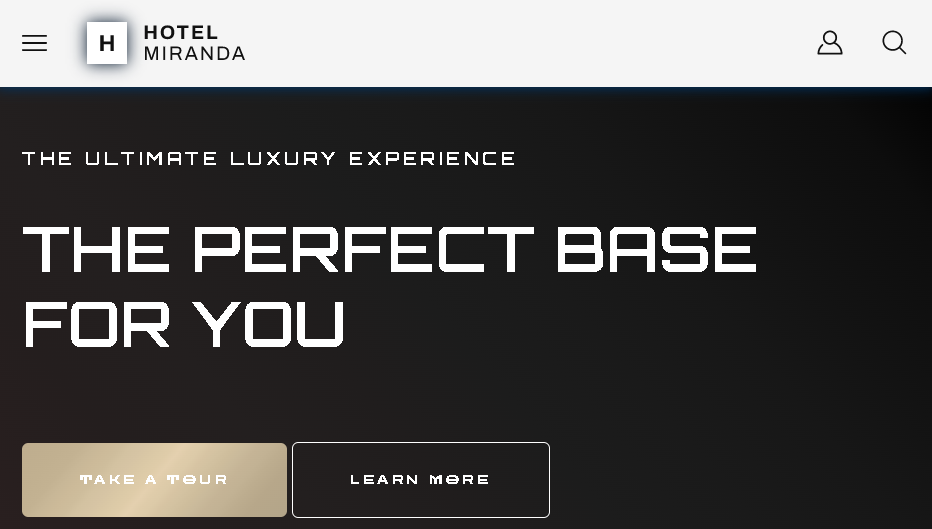 H
HOTEL
MIRANDA
THE ULTIMATE LUXURY EXPERIENCE
THE PERFECT BASE
FOR YOU
TAKE A TOUR
LEARN MORE